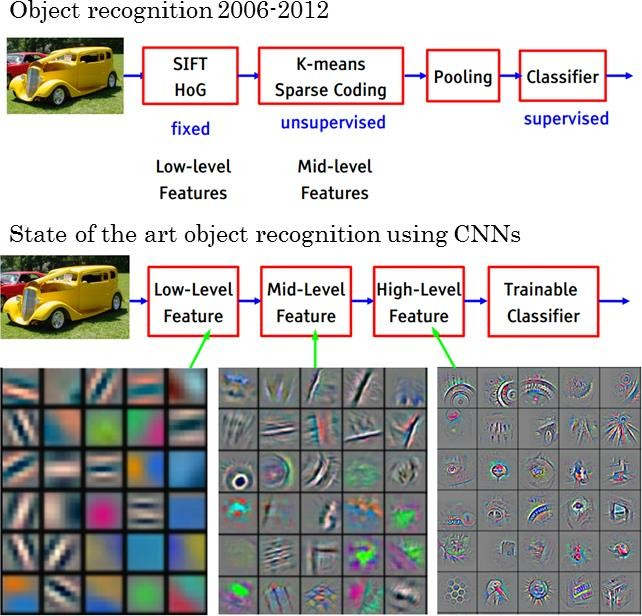 Object recognition 2006-2012
SIFT
HoG
K-means
Sparse Coding
Pooling
Classifier
fixed
unsupervised
supervised
Low-level
Features
Mid-level
Features
State of the art object recognition using CNNs
Low-Level
Feature
Mid-Level
Feature
High-Level
Feature
Trainable
Classifier